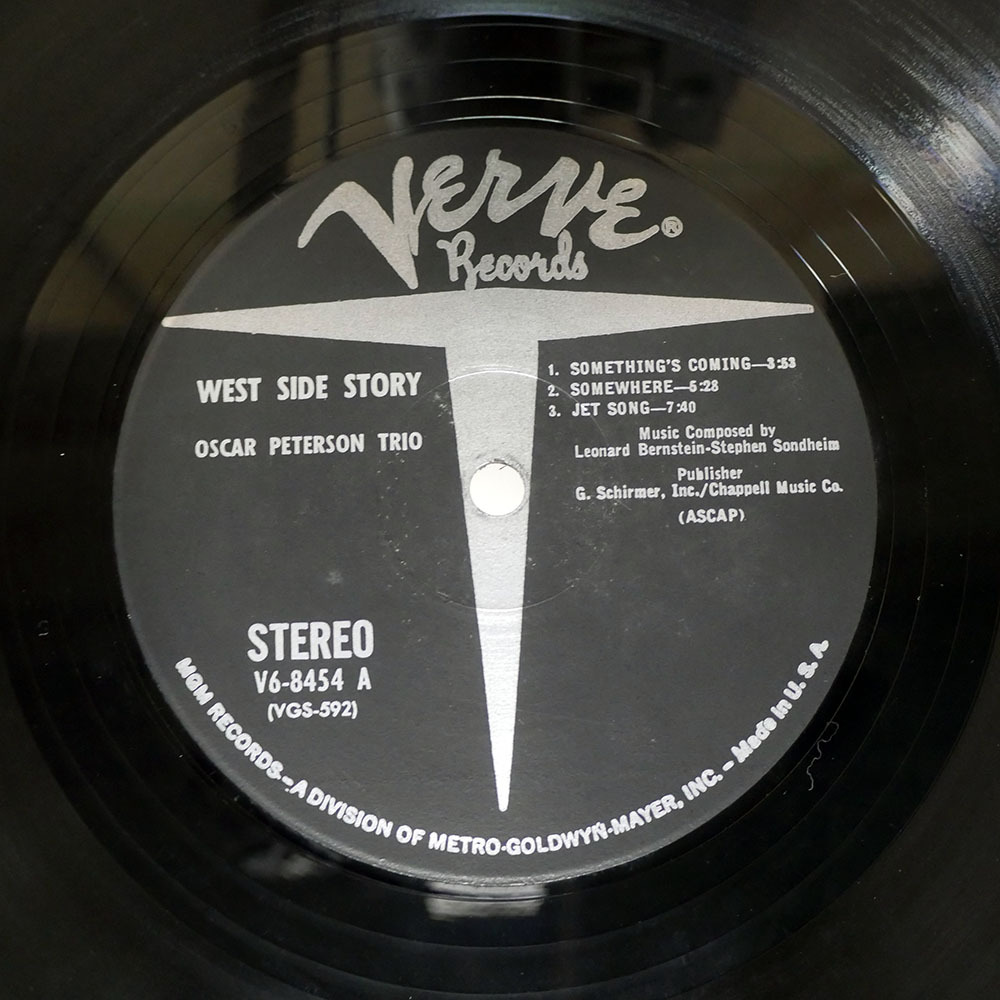 Verve ®
Records
WEST SIDE STORY
OSCAR PETERSON TRIO
1. SOMETHING'S COMING—3:53
2. SOMEWHERE—5:28
3. JET SONG—7:40
Music Composed by
Leonard Bernstein-Stephen Sondheim
Publisher
G. Schirmer, Inc./Chappell Music Co.
(ASCAP)
STEREO
V6-8454 A
(VGS-592)
MGM RECORDS-A DIVISION OF METRO-GOLDWYN-MAYER, INC. - Made in U. S. A.